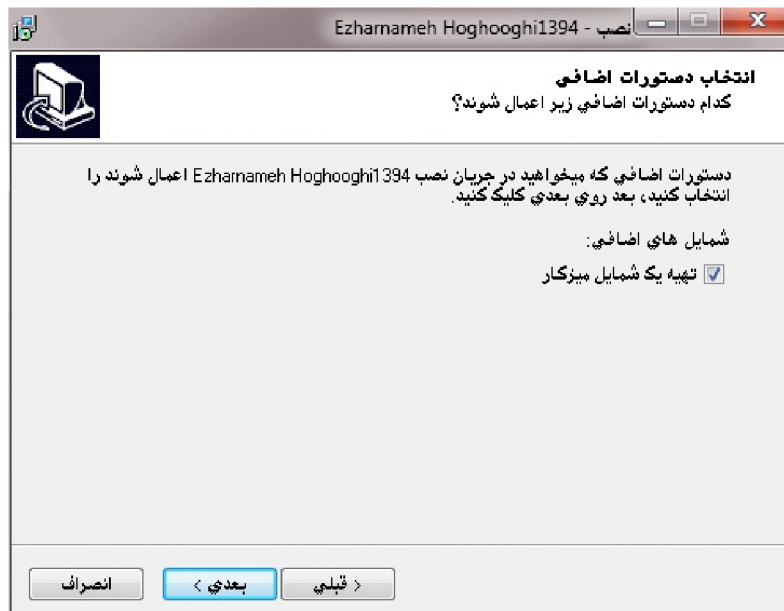 نصب - Ezharnameh Hoghooghi1394
انتخاب دستورات اضافي
كدام دستورات اضافي زير اعمال شوند؟
دستورات اضافي كه ميخواهيد در جريان نصب Ezharnameh Hoghooghi1394 اعمال شوند را
انتخاب كنيد، بعد روي بعدي كليك كنيد.
شمايل هاي اضافي:
تهيه يك شمايل ميزكار
< قبلي
بعدي >
انصراف